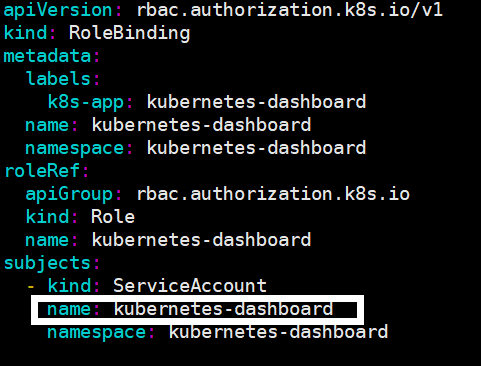 apiVersion: rbac.authorization.k8s.io/v1
kind: RoleBinding
metadata:
  labels:
    k8s-app: kubernetes-dashboard
  name: kubernetes-dashboard
  namespace: kubernetes-dashboard
roleRef:
  apiGroup: rbac.authorization.k8s.io
  kind: Role
  name: kubernetes-dashboard
subjects:
  - kind: ServiceAccount
    name: kubernetes-dashboard
    namespace: kubernetes-dashboard